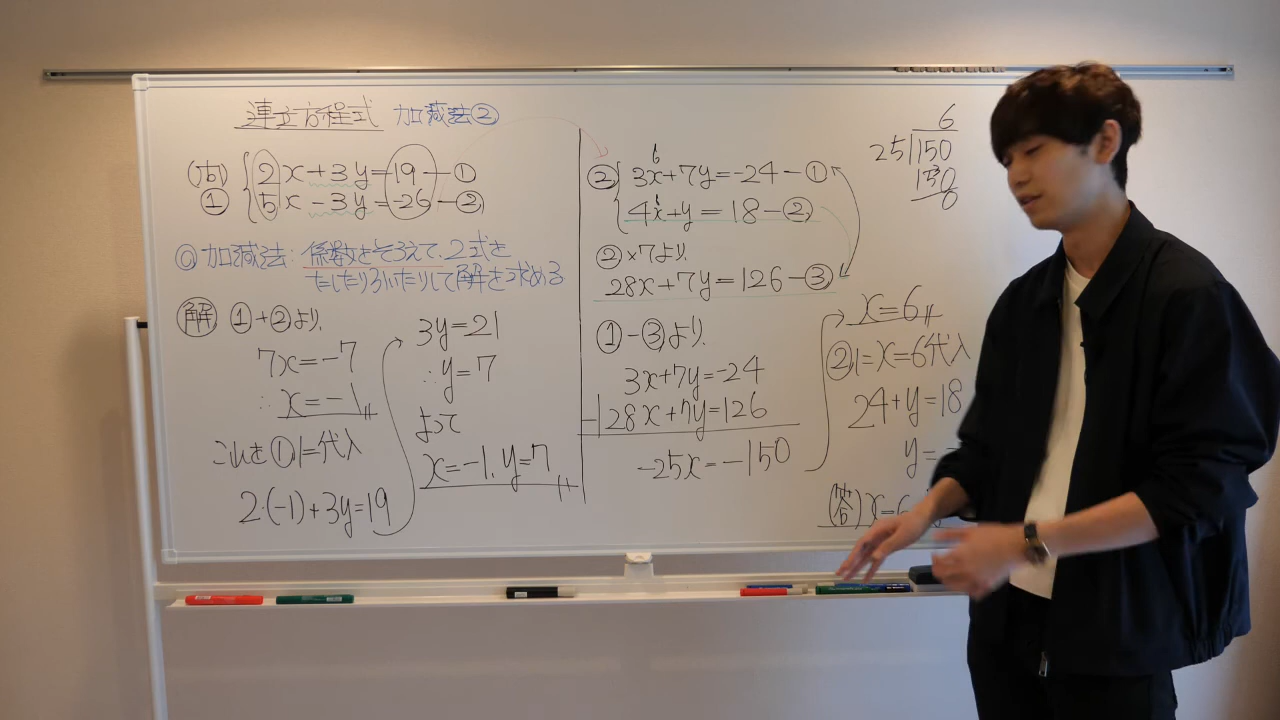 連立方程式 加減法②
(古) 2x+3y=19-①
① 5x-3y=-26-②
◎加減法:係数をそろえて、2式を
たしたりひいたりして解を求める
解 ①+②より、
7x=-7
∴x=-1
これを①に代入
2・(-1)+3y=19
3y=21
∴y=7
よって
x=-1, y=7
② 3x+7y=-24-①
4x+y=18-②
②×7より、
28x+7y=126-③
①-③より、
3x+7y=-24
-)28x+7y=126
-25x=-150
6
25)150
150
0
x=6
②にx=6代入
24+y=18
y=-
(答)x=6